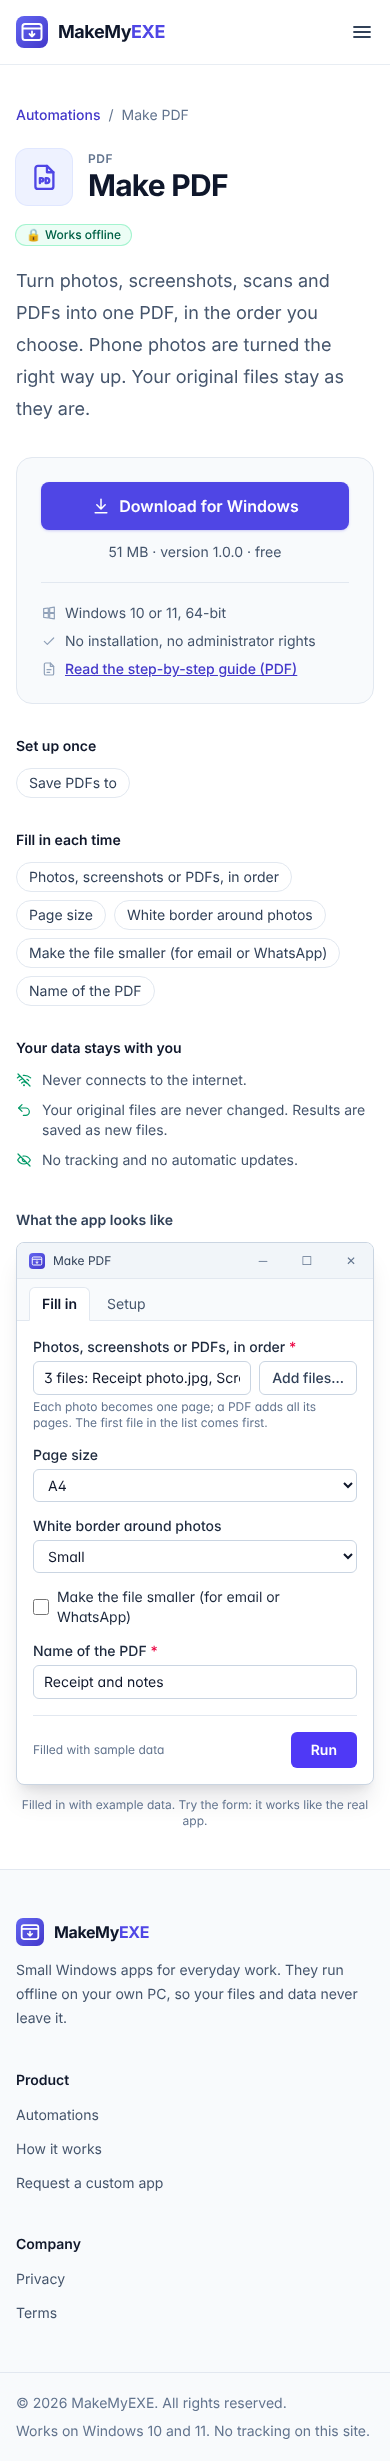 MakeMyEXE
Automations / Make PDF
PD
PDF
Make PDF
🔒 Works offline
Turn photos, screenshots, scans and
PDFs into one PDF, in the order you
choose. Phone photos are turned the
right way up. Your original files stay as
they are.
Download for Windows
51 MB · version 1.0.0 · free
Windows 10 or 11, 64-bit
No installation, no administrator rights
Read the step-by-step guide (PDF)
Set up once
Save PDFs to
Fill in each time
Photos, screenshots or PDFs, in order
Page size
White border around photos
Make the file smaller (for email or WhatsApp)
Name of the PDF
Your data stays with you
Never connects to the internet.
Your original files are never changed. Results are
saved as new files.
No tracking and no automatic updates.
What the app looks like
Make PDF
Fill in
Setup
Photos, screenshots or PDFs, in order *
3 files: Receipt photo.jpg, Scre
Add files…
Each photo becomes one page; a PDF adds all its
pages. The first file in the list comes first.
Page size
A4
White border around photos
Small
Make the file smaller (for email or
WhatsApp)
Name of the PDF *
Receipt and notes
Filled with sample data
Run
Filled in with example data. Try the form: it works like the real
app.
MakeMyEXE
Small Windows apps for everyday work. They run
offline on your own PC, so your files and data never
leave it.
Product
Automations
How it works
Request a custom app
Company
Privacy
Terms
© 2026 MakeMyEXE. All rights reserved.
Works on Windows 10 and 11. No tracking on this site.